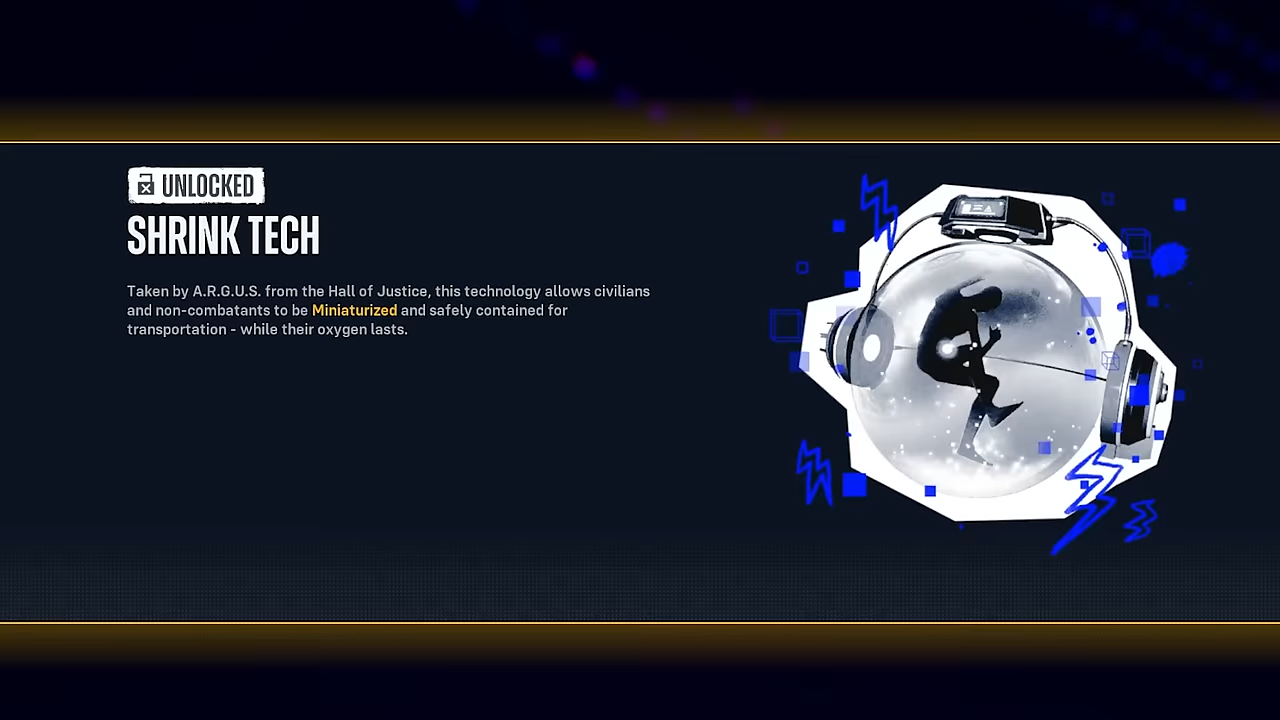 UNLOCKED
SHRINK TECH
Taken by A.R.G.U.S. from the Hall of Justice, this technology allows civilians
and non-combatants to be Miniaturized and safely contained for
transportation - while their oxygen lasts.